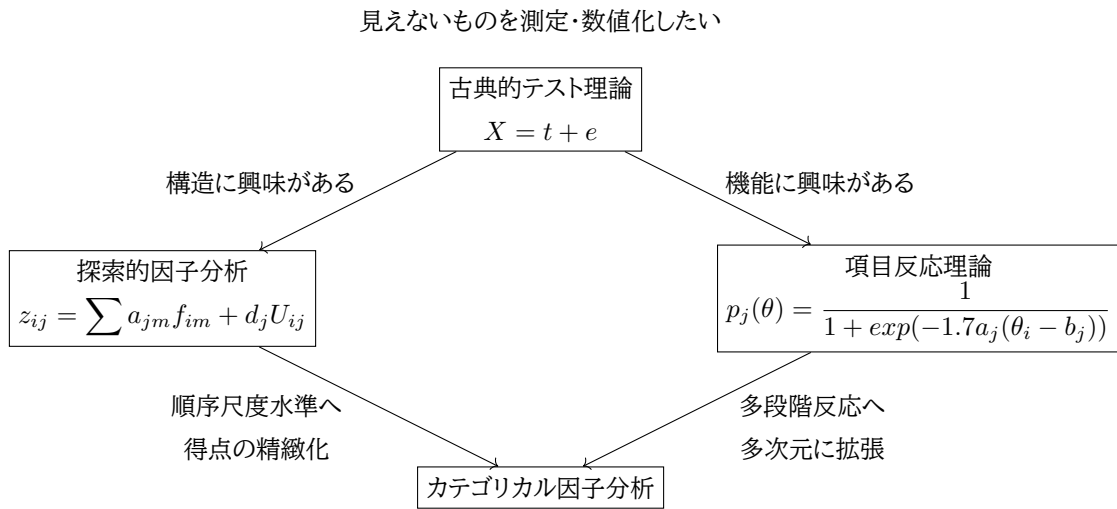 見えないものを測定・数値化したい
古典的テスト理論
X = t + e
構造に興味がある
機能に興味がある
探索的因子分析
z_{ij} = \sum a_{jm} f_{im} + d_j U_{ij}
項目反応理論
p_j(\theta) = \frac{1}{1 + exp(-1.7a_j(\theta_i - b_j))}
順序尺度水準へ
得点の精緻化
多段階反応へ
多次元に拡張
カテゴリカル因子分析